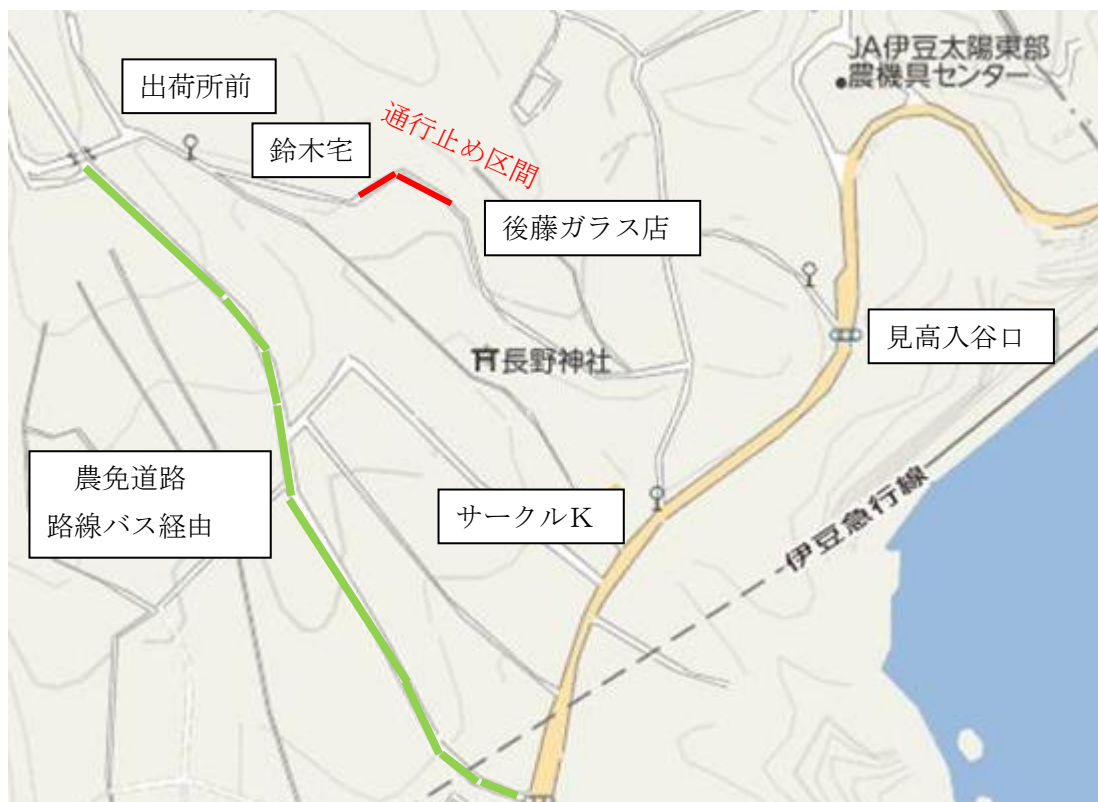 JA伊豆太陽東部
農機具センター
出荷所前
鈴木宅
通行止め区間
後藤ガラス店
見高入谷口
長野神社
農免道路
路線バス経由
サークルK
伊豆急行線